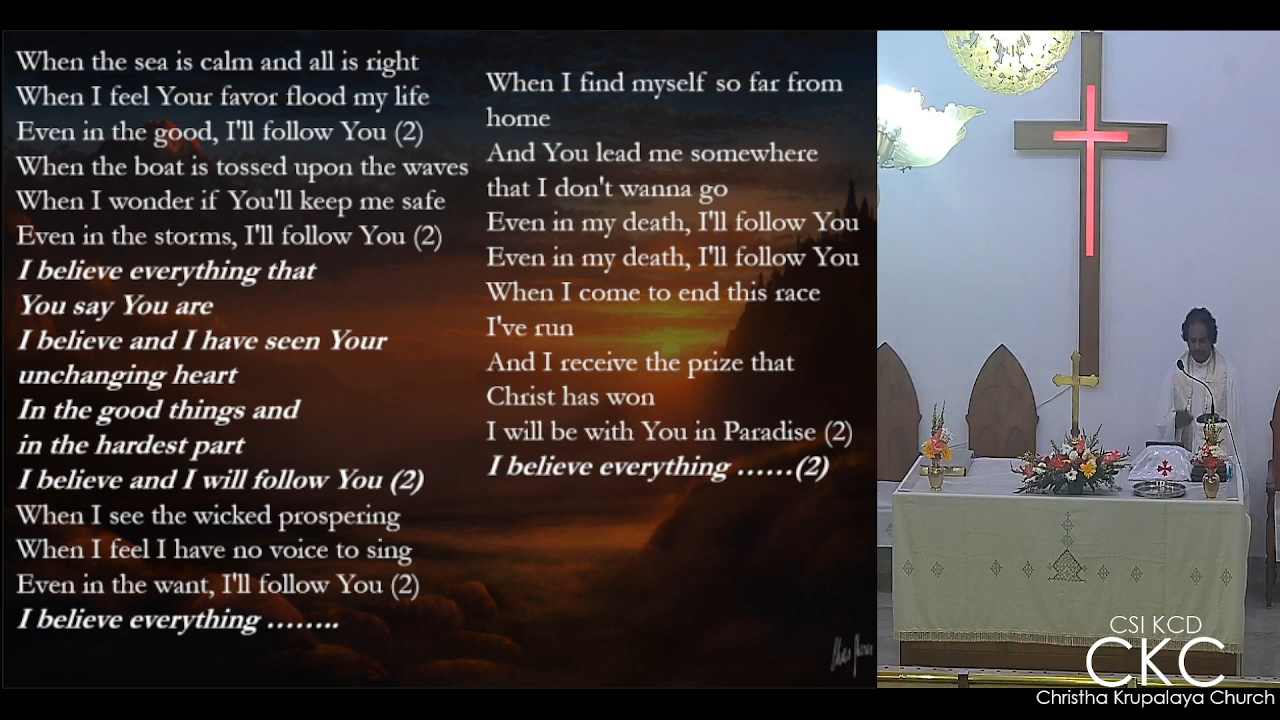 When the sea is calm and all is right
When I feel Your favor flood my life
Even in the good, I'll follow You (2)
When the boat is tossed upon the waves
When I wonder if You'll keep me safe
Even in the storms, I'll follow You (2)
I believe everything that
You say You are
I believe and I have seen Your
unchanging heart
In the good things and
in the hardest part
I believe and I will follow You (2)
When I see the wicked prospering
When I feel I have no voice to sing
Even in the want, I'll follow You (2)
I believe everything ........
When I find myself so far from
home
And You lead me somewhere
that I don't wanna go
Even in my death, I'll follow You
Even in my death, I'll follow You
When I come to end this race
I've run
And I receive the prize that
Christ has won
I will be with You in Paradise (2)
I believe everything ......(2)
CSI KCD
CKC
Christha Krupalaya Church